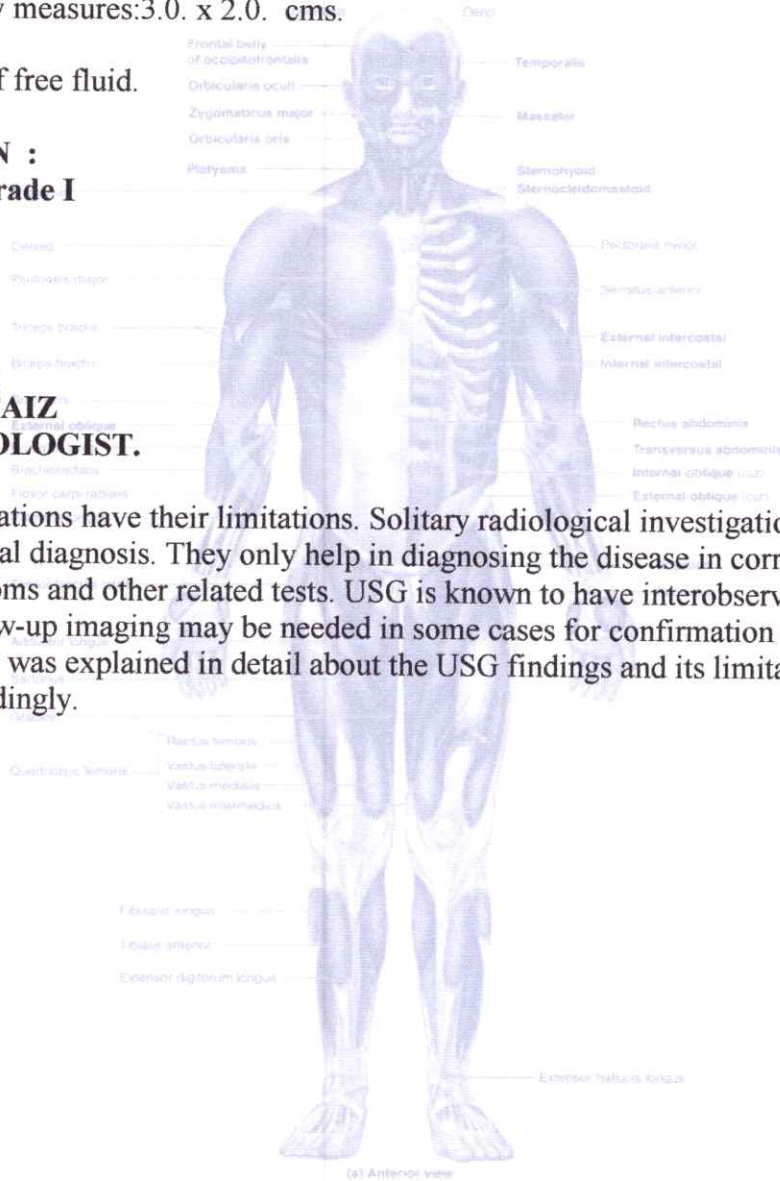 y measures:3.0. x 2.0. cms.
Deep
Frontal belly
of occipitofrontalis
Temporalis
f free fluid.
Orbicularis oculi
Zygomaticus major
Masseter
Orbicularis oris
N :
Platysma
Sternohyoid
rade I
Sternocleidomastoid
Deltoid
Pectoralis minor
Pectoralis major
Serratus anterior
Triceps brachii
External intercostal
Biceps brachii
Internal intercostal
AIZ
External oblique
Rectus abdominis
OLOGIST.
Transversus abdominis
Brachioradialis
Internal oblique (cut)
Flexor carpi radialis
External oblique (cut)
ations have their limitations. Solitary radiological investigatio
al diagnosis. They only help in diagnosing the disease in corr
oms and other related tests. USG is known to have interobserv
w-up imaging may be needed in some cases for confirmation
Adductor longus
was explained in detail about the USG findings and its limita
Sartorius
dingly.
Gracilis
Rectus femoris
Quadriceps femoris
Vastus lateralis
Vastus medialis
Vastus intermedius
Fibularis longus
Tibialis anterior
Extensor digitorum longus
Extensor hallucis longus
(a) Anterior view